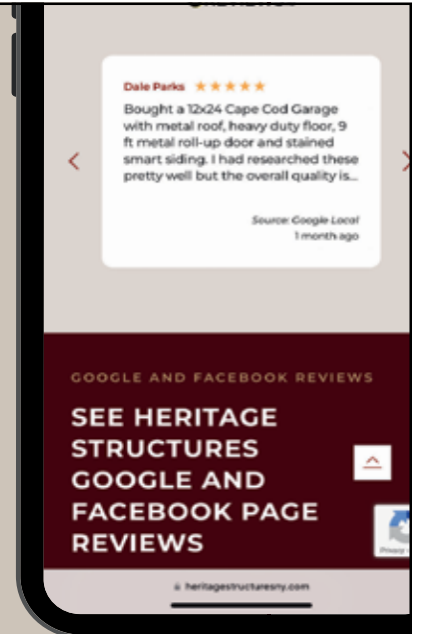 Dale Parks ★★★★★
Bought a 12x24 Cape Cod Garage
with metal roof, heavy duty floor, 9
ft metal roll-up door and stained
smart siding. I had researched these
pretty well but the overall quality is...
Source: Google Local
1 month ago
GOOGLE AND FACEBOOK REVIEWS
SEE HERITAGE
STRUCTURES
GOOGLE AND
FACEBOOK PAGE
REVIEWS
Privacy
heritagestructuresny.com